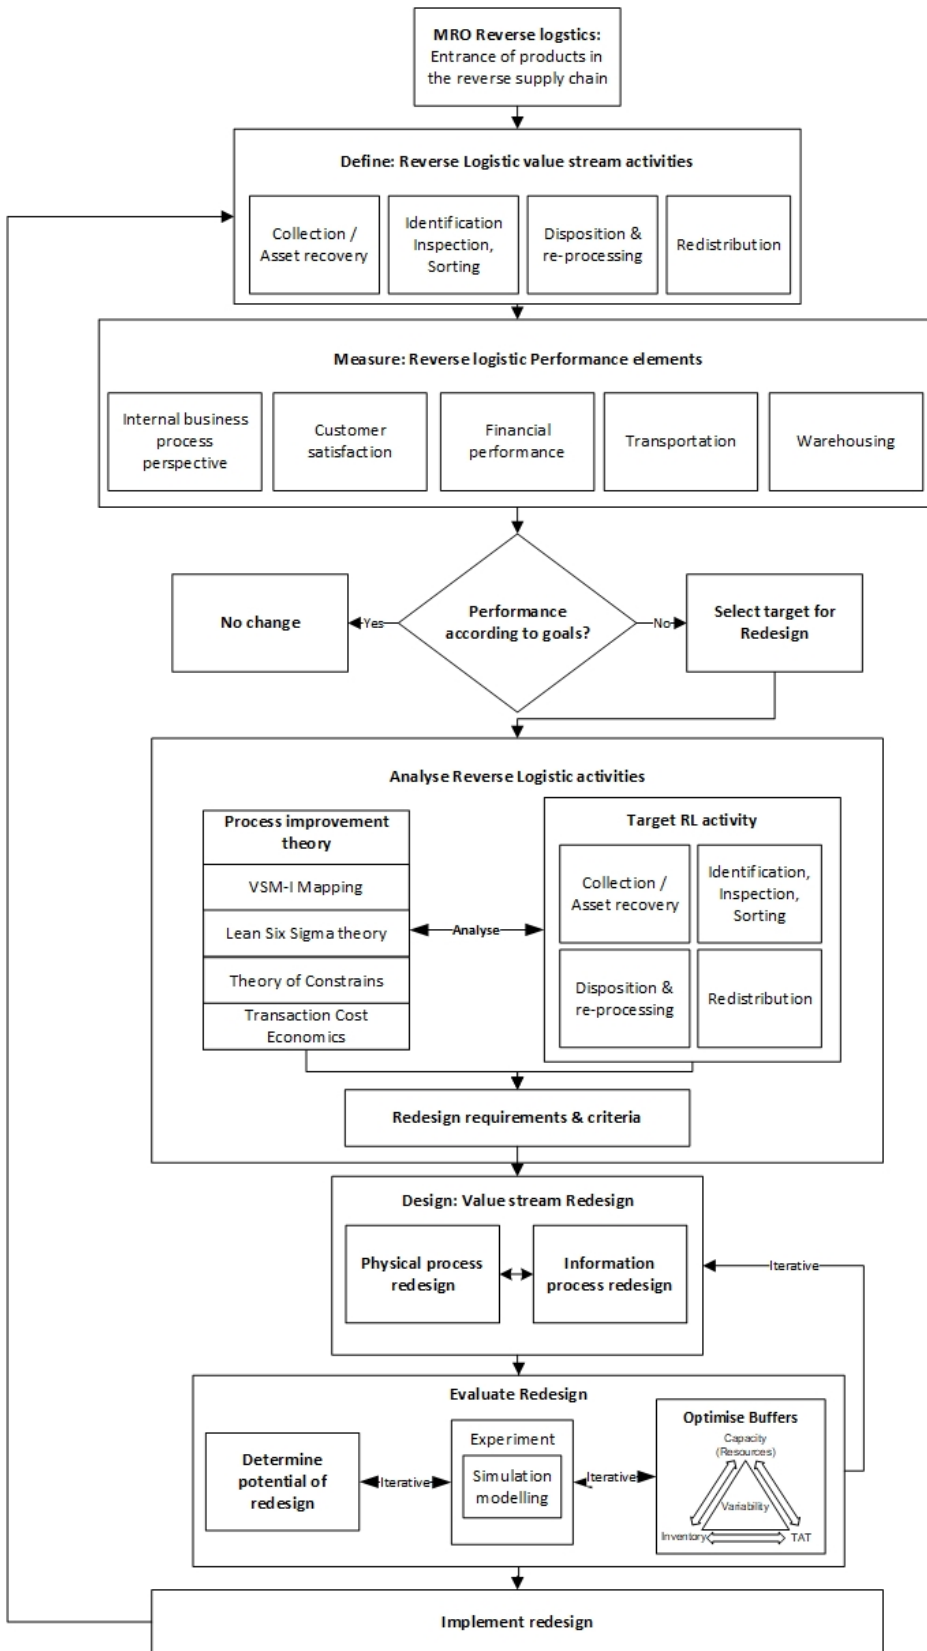 MRO Reverse logstics:
Entrance of products in
the reverse supply chain
Define: Reverse Logistic value stream activities
Collection /
Asset recovery
Identification
Inspection,
Sorting
Disposition &
re-processing
Redistribution
Measure: Reverse logistic Performance elements
Internal business
process
perspective
Customer
satisfaction
Financial
performance
Transportation
Warehousing
Performance
according to goals?
Yes
No change
No
Select target for
Redesign
Analyse Reverse Logistic activities
Process improvement
theory
VSM-I Mapping
Lean Six Sigma theory
Theory of Constrains
Transaction Cost
Economics
Analyse
Target RL activity
Collection /
Asset recovery
Identification,
Inspection,
Sorting
Disposition &
re-processing
Redistribution
Redesign requirements & criteria
Design: Value stream Redesign
Physical process
redesign
Information
process redesign
Iterative
Evaluate Redesign
Determine
potential of
redesign
Iterative
Experiment
Simulation
modelling
Iterative
Optimise Buffers
Capacity
(Resources)
Variability
Inventory
TAT
Implement redesign